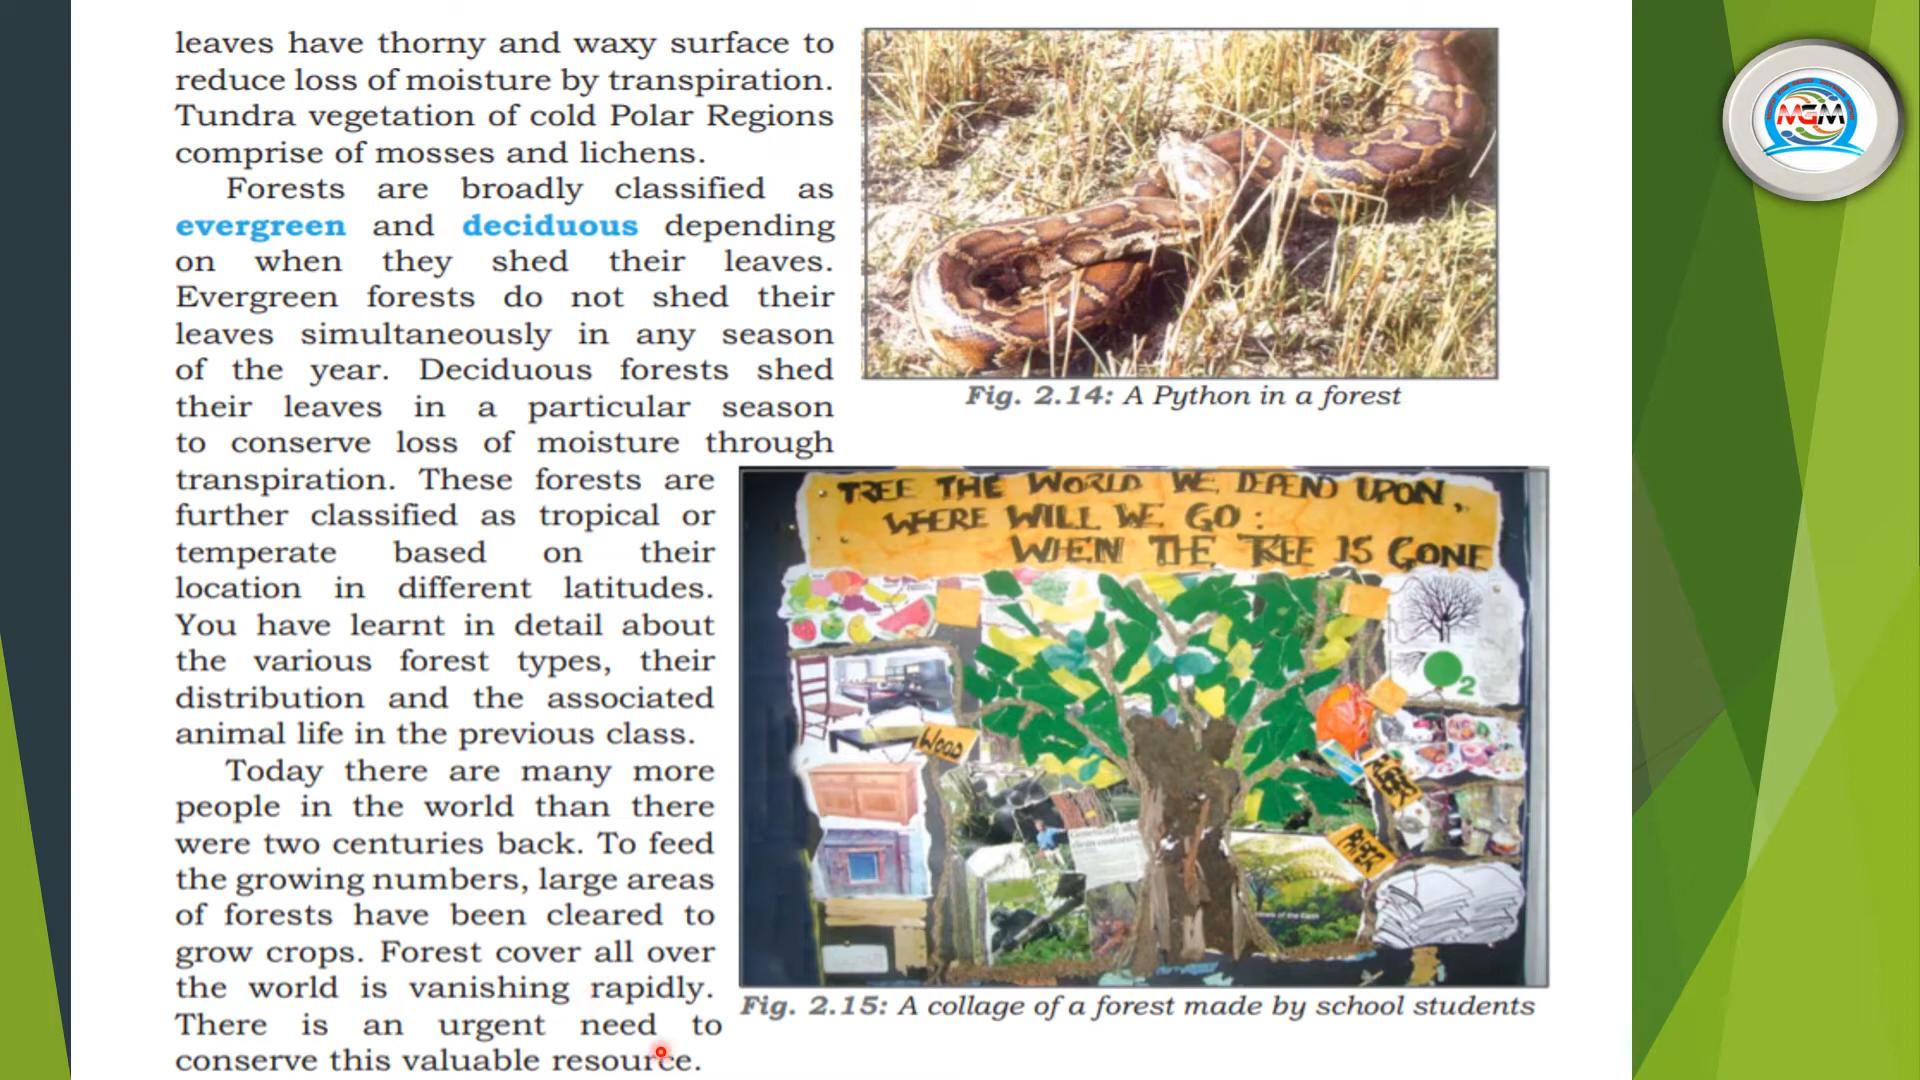 leaves have thorny and waxy surface to
reduce loss of moisture by transpiration.
Tundra vegetation of cold Polar Regions
comprise of mosses and lichens.
Forests are broadly classified as
evergreen and deciduous depending
on when they shed their leaves.
Evergreen forests do not shed their
leaves simultaneously in any season
of the year. Deciduous forests shed
their leaves in a particular season
to conserve loss of moisture through
transpiration. These forests are
further classified as tropical or
temperate based on their
location in different latitudes.
You have learnt in detail about
the various forest types, their
distribution and the associated
animal life in the previous class.
Today there are many more
people in the world than there
were two centuries back. To feed
the growing numbers, large areas
of forests have been cleared to
grow crops. Forest cover all over
the world is vanishing rapidly.
There is an urgent need to
conserve this valuable resource.
Fig. 2.14: A Python in a forest
TREE THE WORLD WE DEPEND UPON,
WHERE WILL WE GO :
WHEN THE TREE IS GONE
2
WOOD
Fig. 2.15: A collage of a forest made by school students
MGM